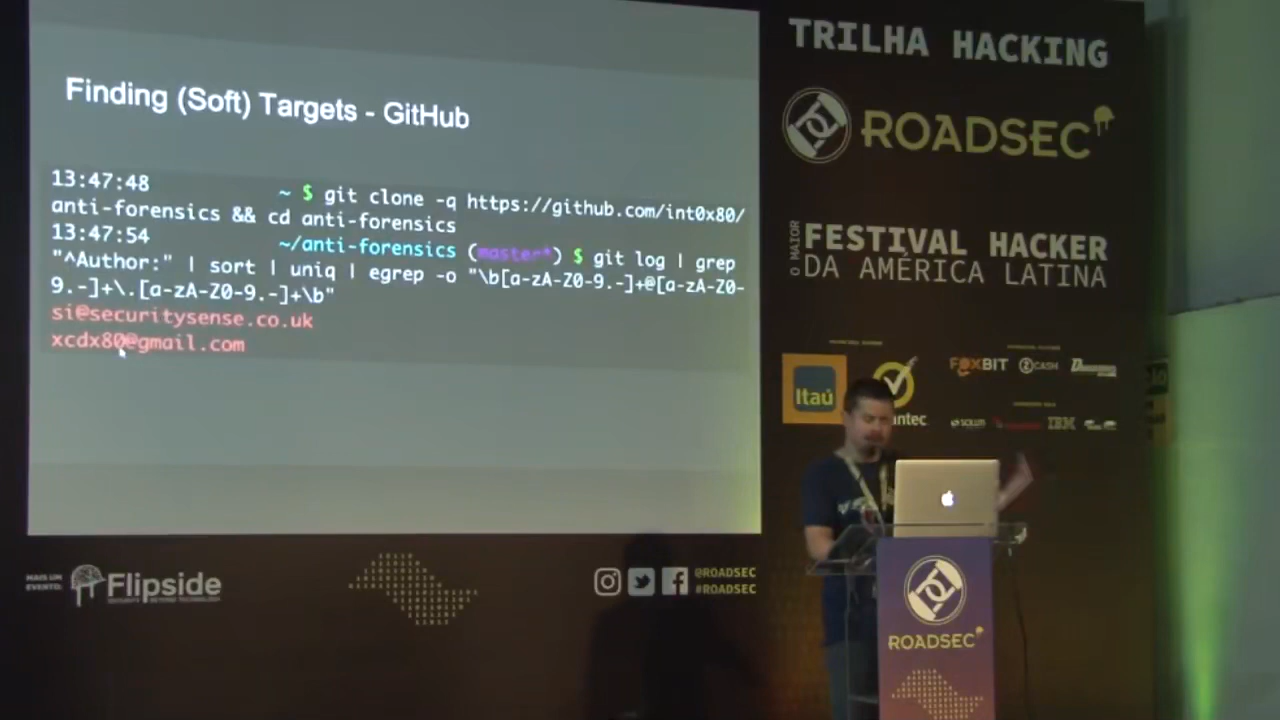 Finding (Soft) Targets - GitHub
13:47:48 ~ $ git clone -q https://github.com/int0x80/
anti-forensics && cd anti-forensics
13:47:54 ~/anti-forensics (master*) $ git log | grep
"^Author:" | sort | uniq | egrep -o "\b[a-zA-Z0-9.-]+@[a-zA-Z0-
9.-]+\.[a-zA-Z0-9.-]+\b"
si@securitysense.co.uk
xcdx80@gmail.com
TRILHA HACKING
ROADSEC
O MAIOR
FESTIVAL HACKER
DA AMÉRICA LATINA
Itaú
antec
FOXBIT
ZCASH
IBM
MAIS UM
EVENTO:
Flipside
@ROADSEC
#ROADSEC
ROADSEC